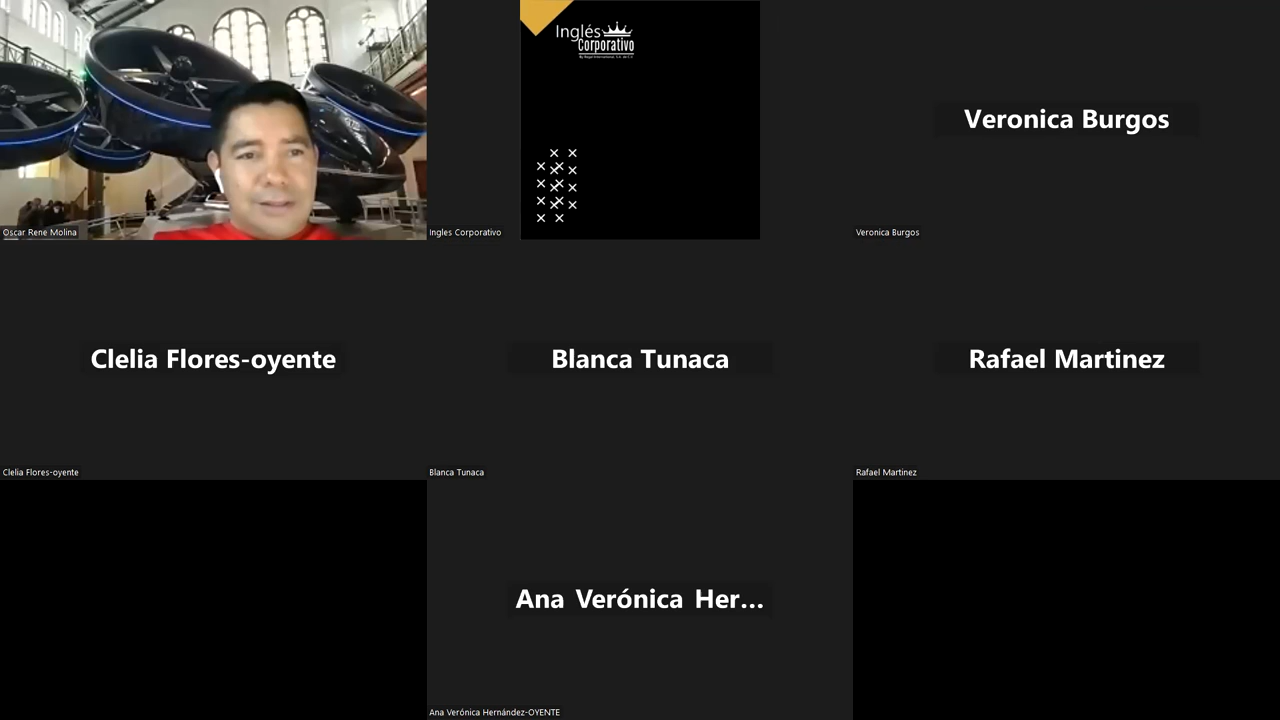 Inglés
Corporativo
Veronica Burgos
Oscar Rene Molina
Ingles Corporativo
Veronica Burgos
Clelia Flores-oyente
Blanca Tunaca
Rafael Martinez
Clelia Flores-oyente
Blanca Tunaca
Rafael Martinez
Ana Verónica Her...
Ana Verónica Hernández-OYENTE